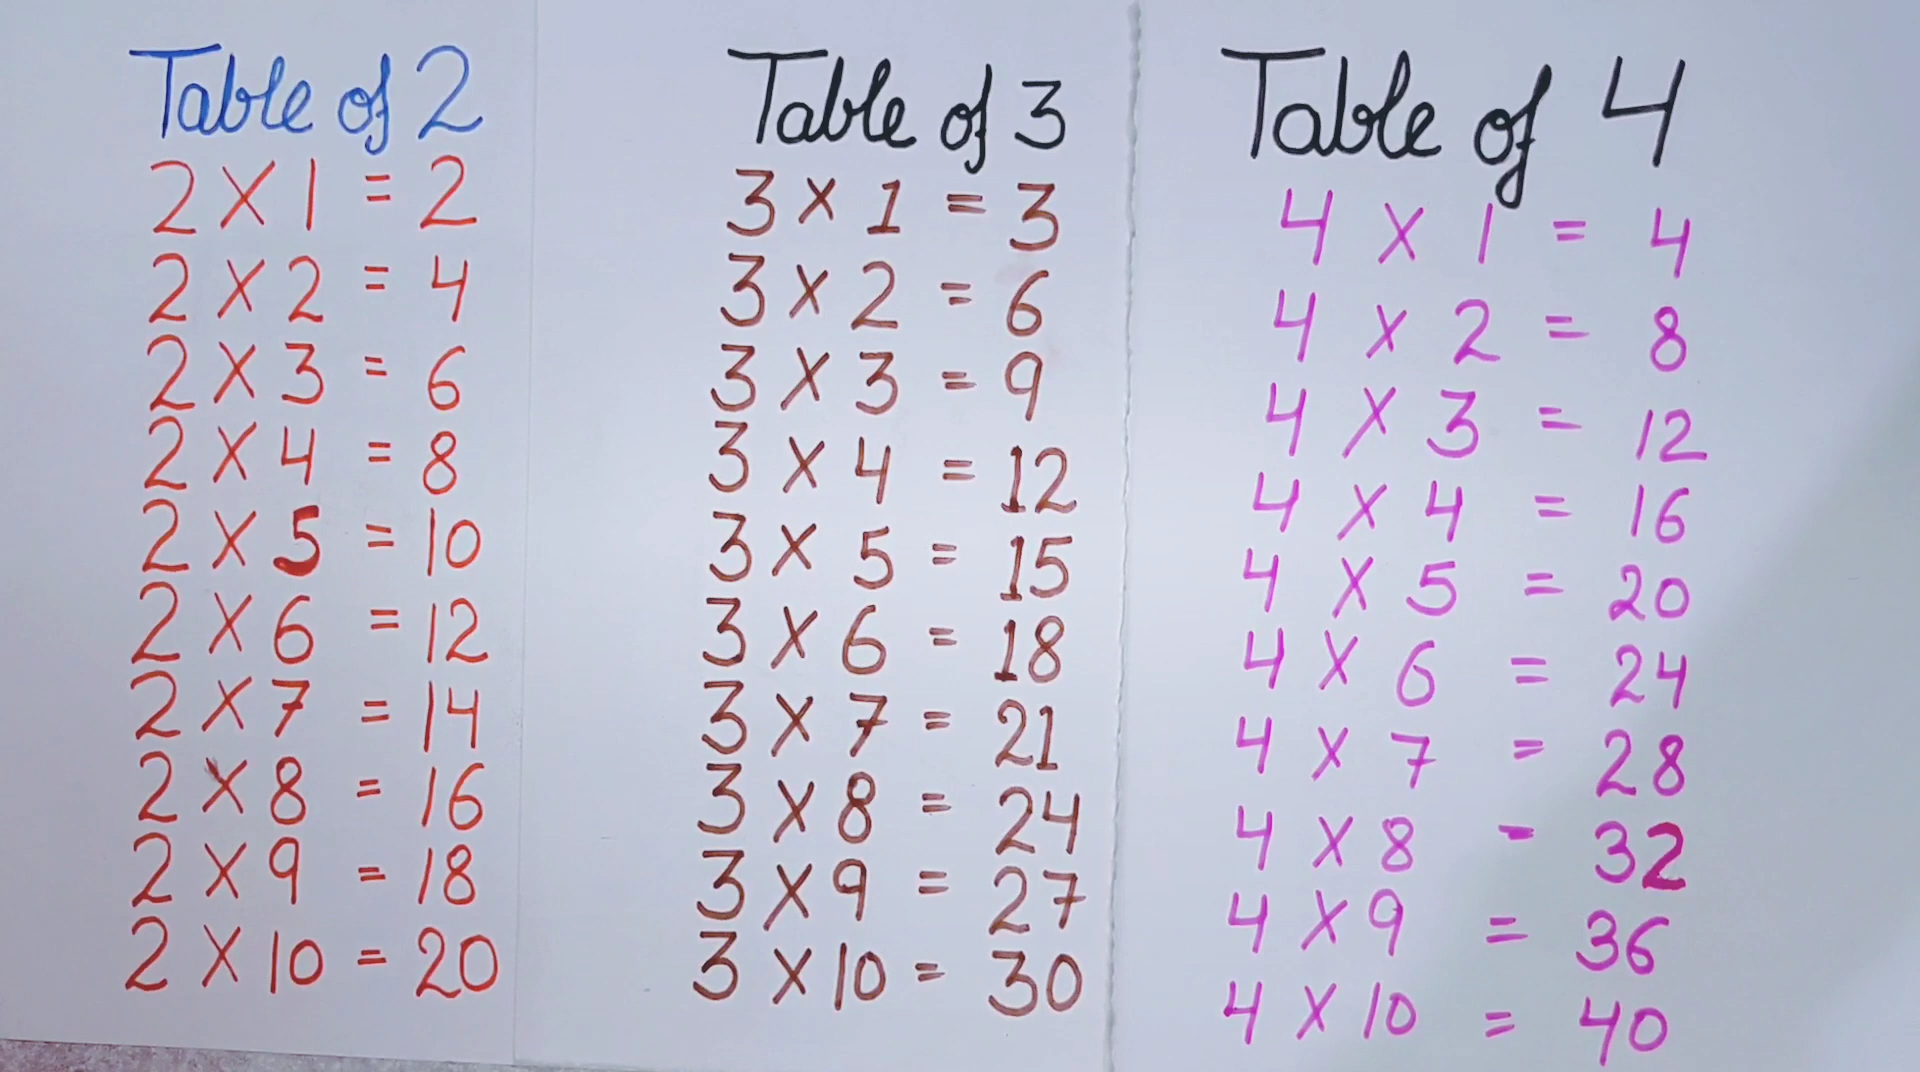 Table of 2
2 X 1 = 2
2 X 2 = 4
2 X 3 = 6
2 X 4 = 8
2 X 5 = 10
2 X 6 = 12
2 X 7 = 14
2 X 8 = 16
2 X 9 = 18
2 X 10 = 20
Table of 3
3 X 1 = 3
3 X 2 = 6
3 X 3 = 9
3 X 4 = 12
3 X 5 = 15
3 X 6 = 18
3 X 7 = 21
3 X 8 = 24
3 X 9 = 27
3 X 10 = 30
Table of 4
4 X 1 = 4
4 X 2 = 8
4 X 3 = 12
4 X 4 = 16
4 X 5 = 20
4 X 6 = 24
4 X 7 = 28
4 X 8 = 32
4 X 9 = 36
4 X 10 = 40